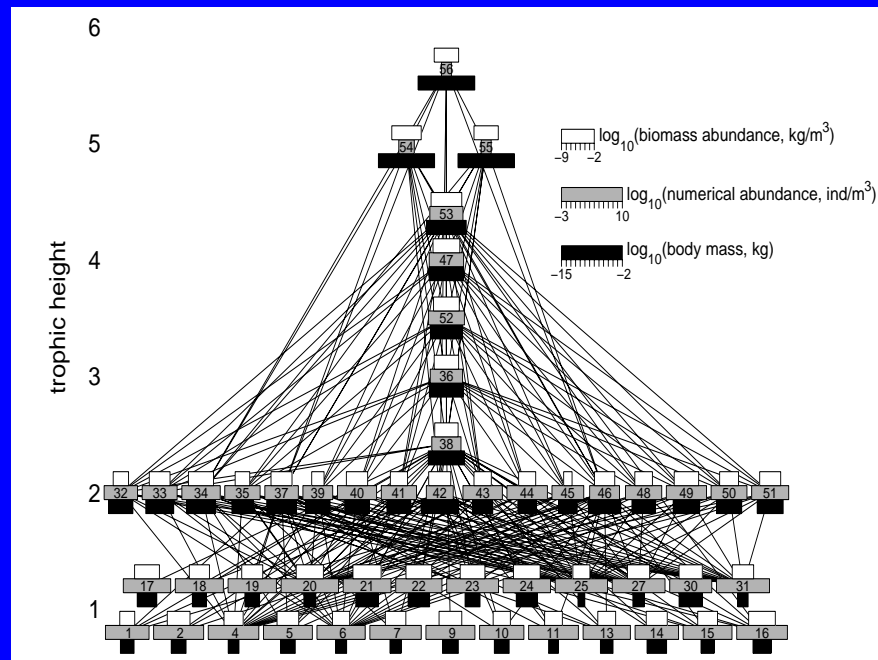 6
56
5
54 55
log₁₀(biomass abundance, kg/m³)
−9 −2
log₁₀(numerical abundance, ind/m³)
−3 10
log₁₀(body mass, kg)
−15 −2
trophic height
53
4
47
52
3
36
38
2
32 33 34 35 37 39 40 41 42 43 44 45 46 48 49 50 51
17 18 19 20 21 22 23 24 25 27 30 31
1
1 2 4 5 6 7 9 10 11 13 14 15 16